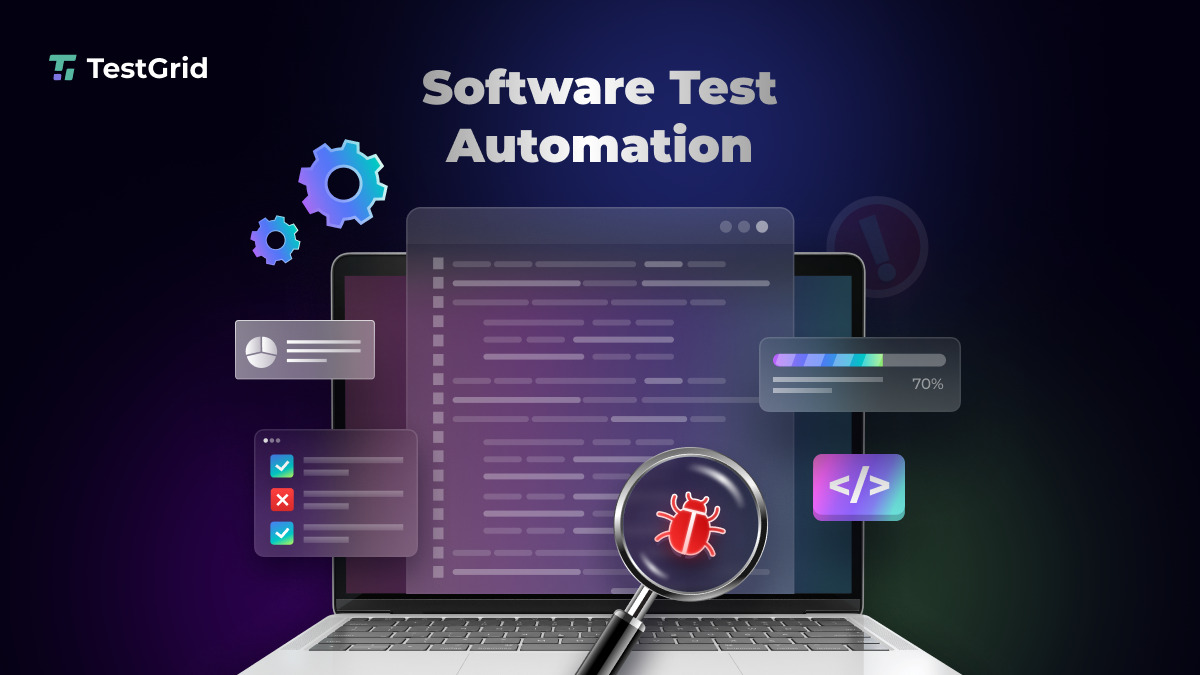 TestGrid
Software Test
Automation
70%
</>